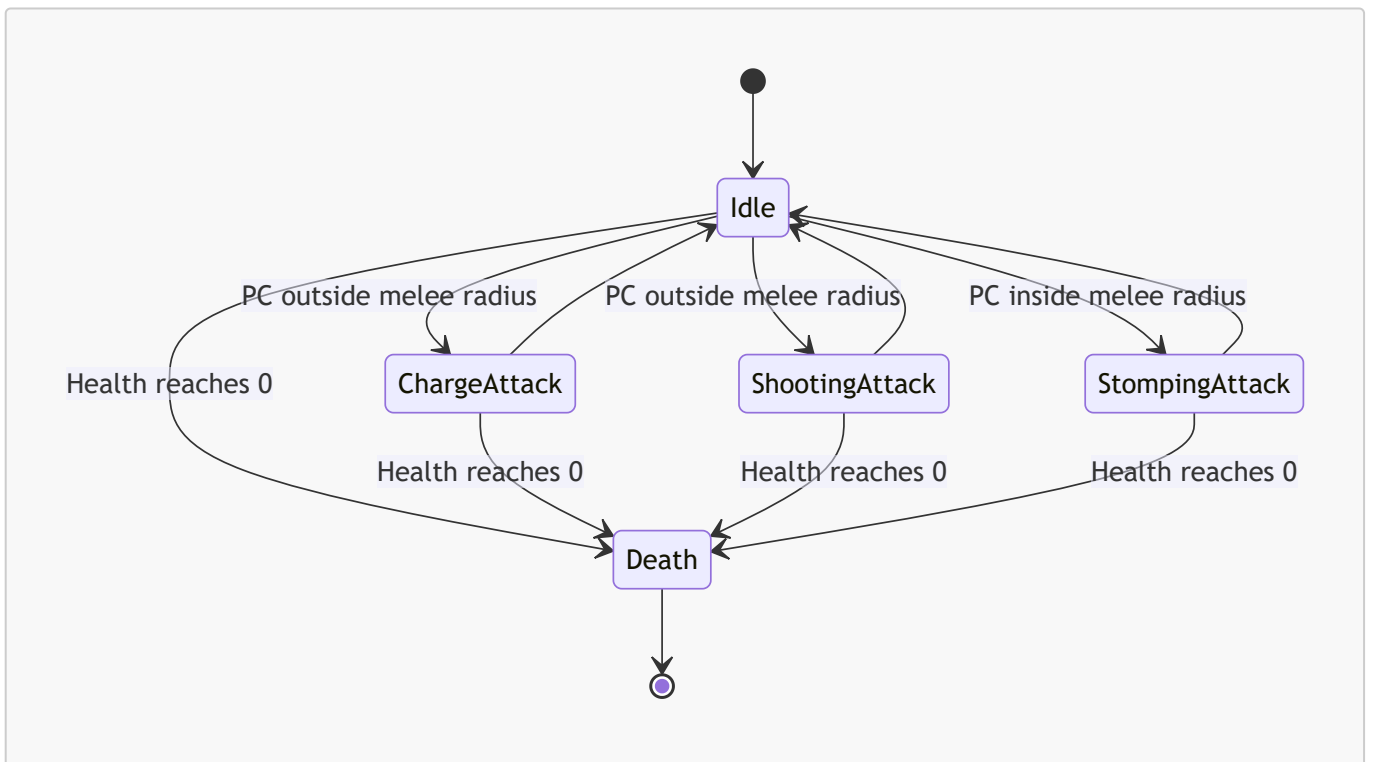 Idle
PC outside melee radius
PC outside melee radius
PC inside melee radius
Health reaches 0
ChargeAttack
ShootingAttack
StompingAttack
Health reaches 0
Health reaches 0
Health reaches 0
Death